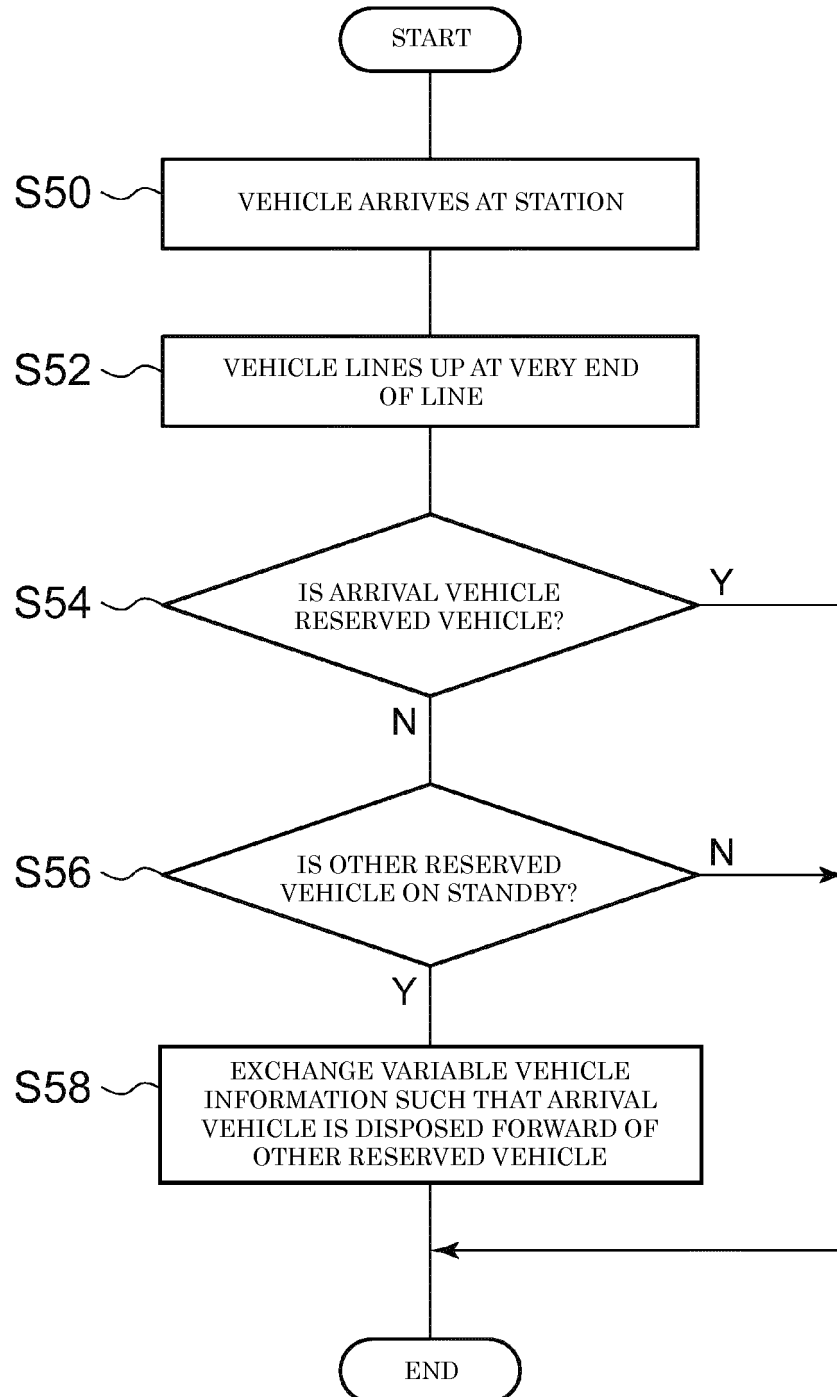 START
S50
VEHICLE ARRIVES AT STATION
S52
VEHICLE LINES UP AT VERY END
OF LINE
S54
IS ARRIVAL VEHICLE
RESERVED VEHICLE?
Y
N
S56
IS OTHER RESERVED
VEHICLE ON STANDBY?
N
Y
S58
EXCHANGE VARIABLE VEHICLE
INFORMATION SUCH THAT ARRIVAL
VEHICLE IS DISPOSED FORWARD OF
OTHER RESERVED VEHICLE
END